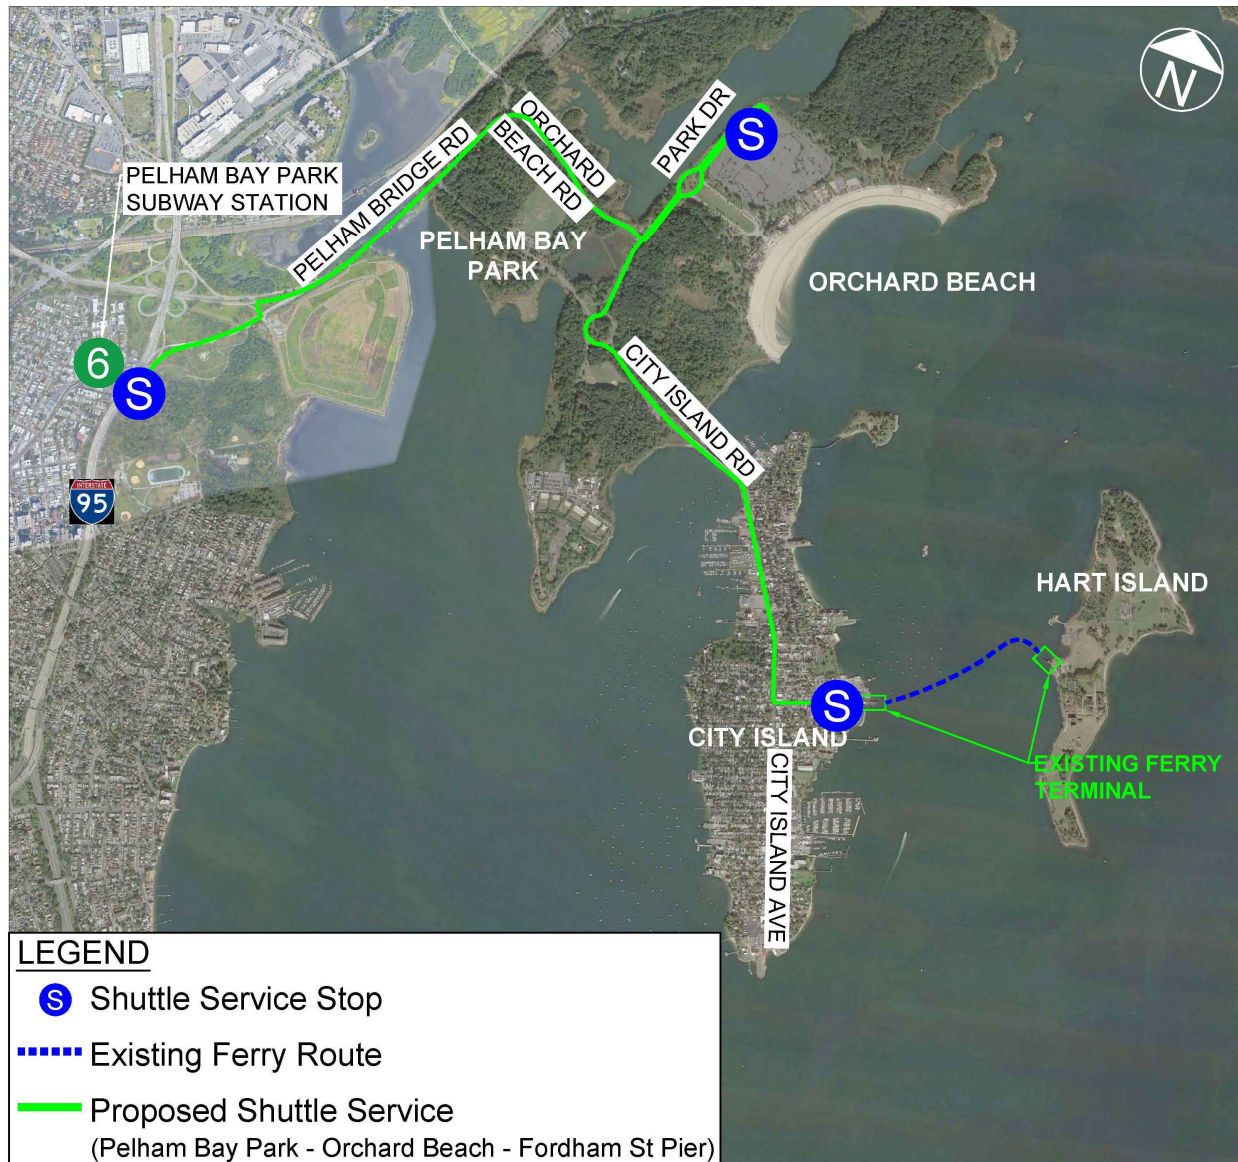 N
PARK DR
S
ORCHARD
BEACH RD
PELHAM BRIDGE RD
PELHAM BAY PARK
SUBWAY STATION
PELHAM BAY
PARK
ORCHARD BEACH
6
S
CITY ISLAND RD
INTERSTATE
95
HART ISLAND
S
CITY ISLAND
EXISTING FERRY
TERMINAL
CITY ISLAND AVE
LEGEND
S Shuttle Service Stop
Existing Ferry Route
Proposed Shuttle Service
(Pelham Bay Park - Orchard Beach - Fordham St Pier)